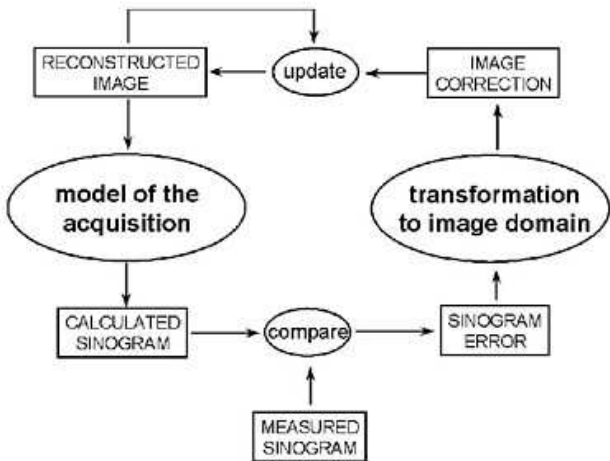 RECONSTRUCTED
IMAGE
update
IMAGE
CORRECTION
model of the
acquisition
transformation
to image domain
CALCULATED
SINOGRAM
compare
SINOGRAM
ERROR
MEASURED
SINOGRAM